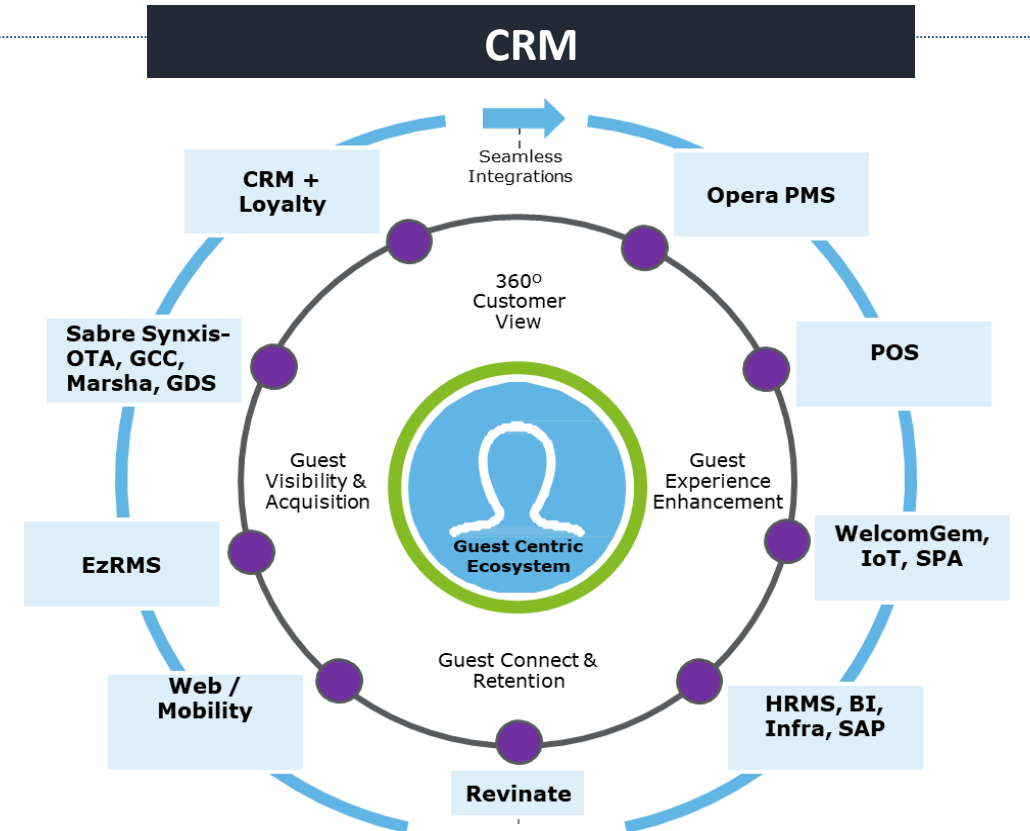 CRM
Seamless
Integrations
CRM +
Loyalty
Opera PMS
360º
Customer
View
Sabre Synxis-
OTA, GCC,
Marsha, GDS
POS
Guest
Visibility &
Acquisition
Guest
Experience
Enhancement
Guest Centric
Ecosystem
EzRMS
WelcomGem,
IoT, SPA
Guest Connect &
Retention
Web /
Mobility
HRMS, BI,
Infra, SAP
Revinate